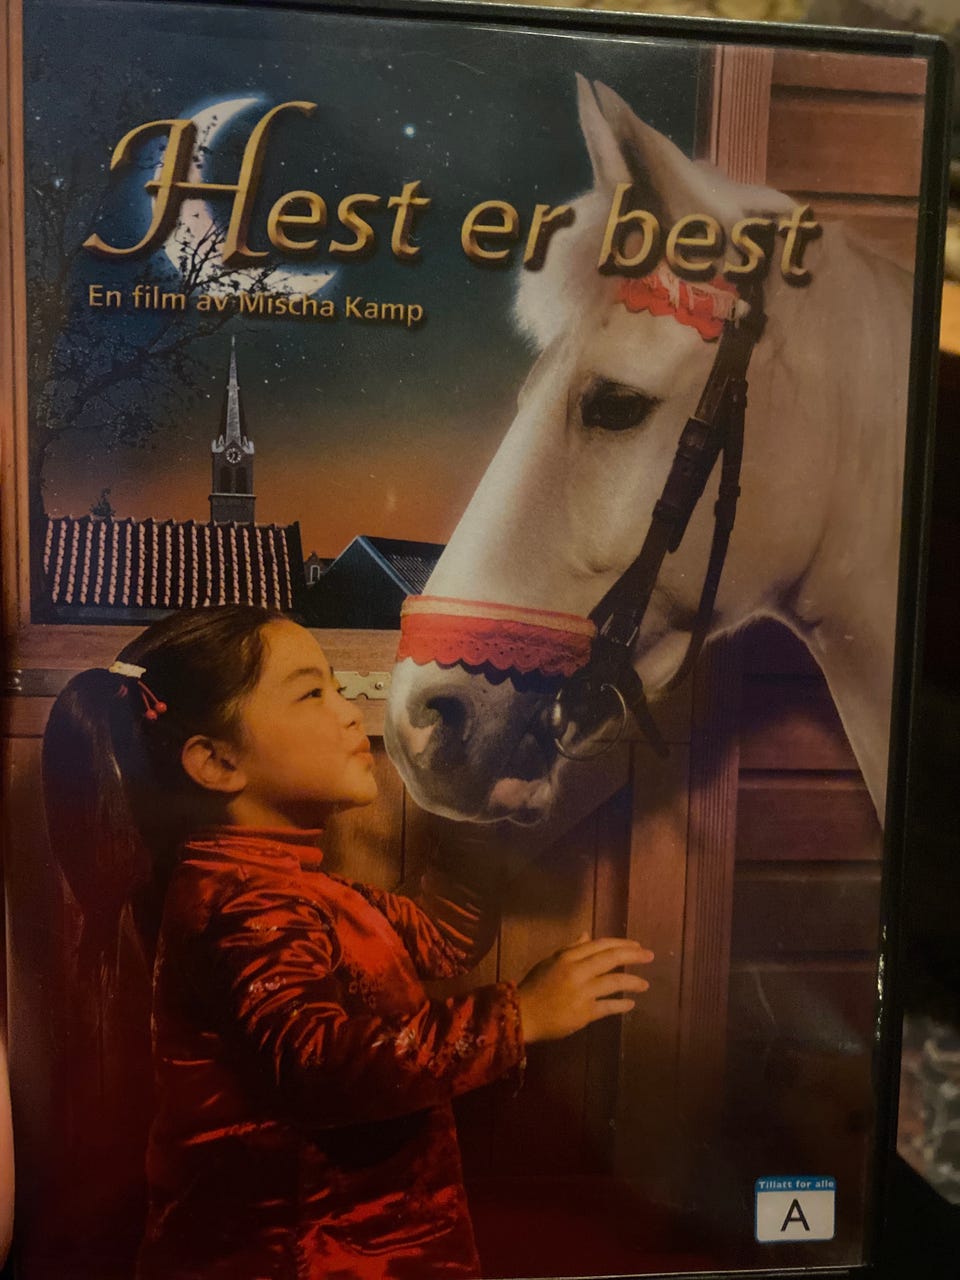 Hest er best
En film av Mischa Kamp
Tillatt for alle
A